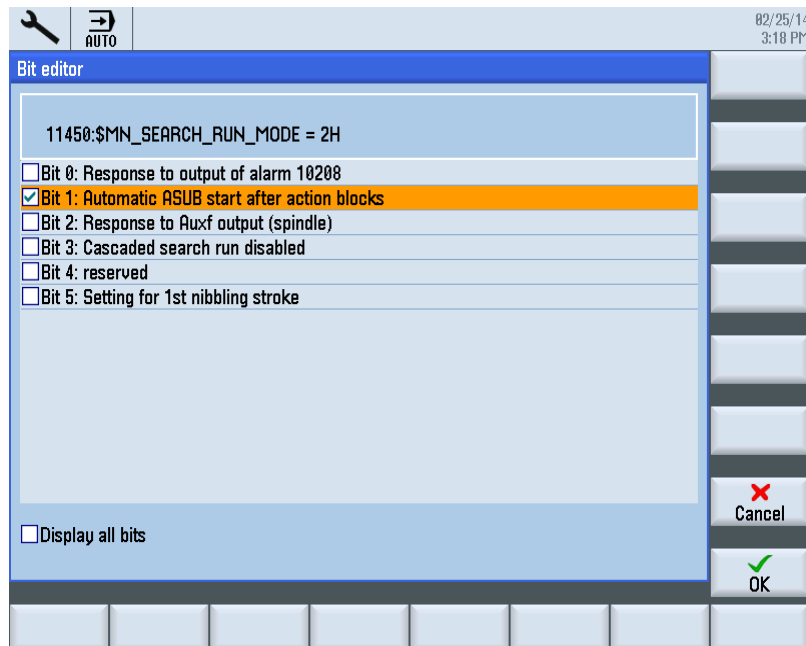 AUTO
02/25/14
3:18 PM
Bit editor
11450:$MN_SEARCH_RUN_MODE = 2H
Bit 0: Response to output of alarm 10208
Bit 1: Automatic ASUB start after action blocks
Bit 2: Response to Auxf output (spindle)
Bit 3: Cascaded search run disabled
Bit 4: reserved
Bit 5: Setting for 1st nibbling stroke
Cancel
Display all bits
OK